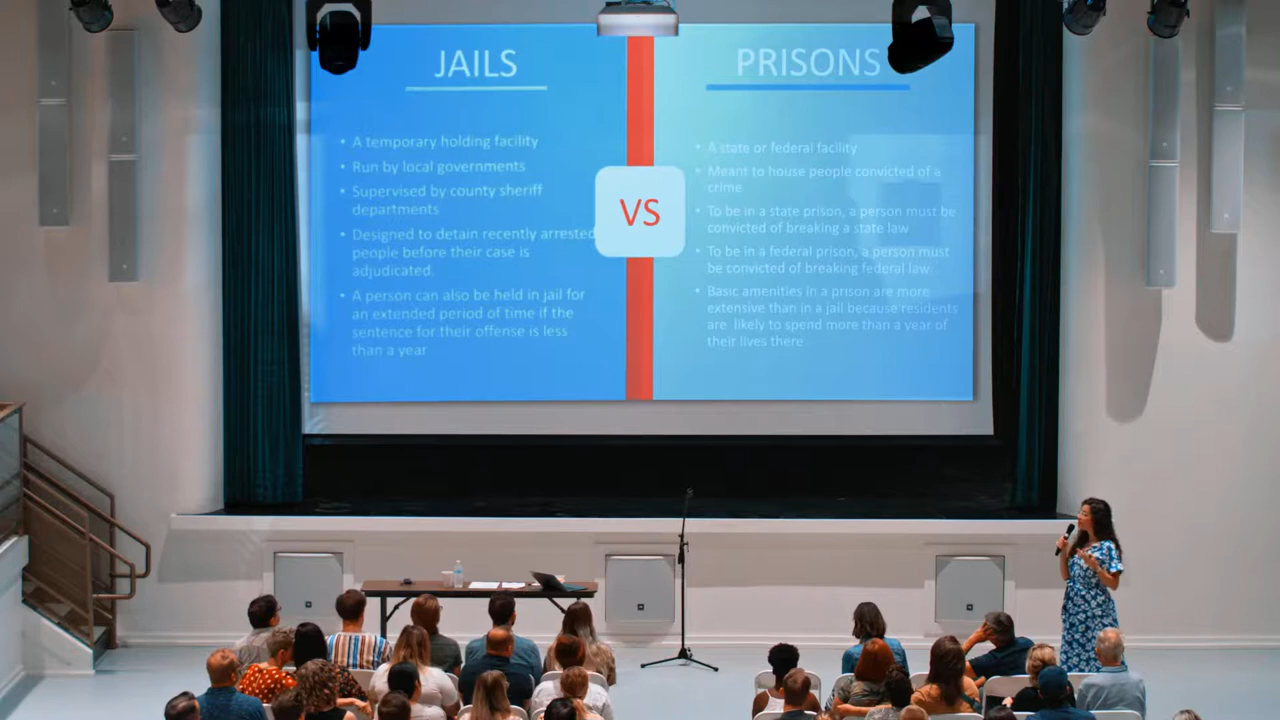 JAILS
• A temporary holding facility
• Run by local governments
• Supervised by county sheriff
departments
• Designed to detain recently arrested
people before their case is
adjudicated.
• A person can also be held in jail for
an extended period of time if the
sentence for their offense is less
than a year
VS
PRISONS
• A state or federal facility
• Meant to house people convicted of a
crime
• To be in a state prison, a person must be
convicted of breaking a state law
• To be in a federal prison, a person must
be convicted of breaking federal law
• Basic amenities in a prison are more
extensive than in a jail because residents
are likely to spend more than a year of
their lives there